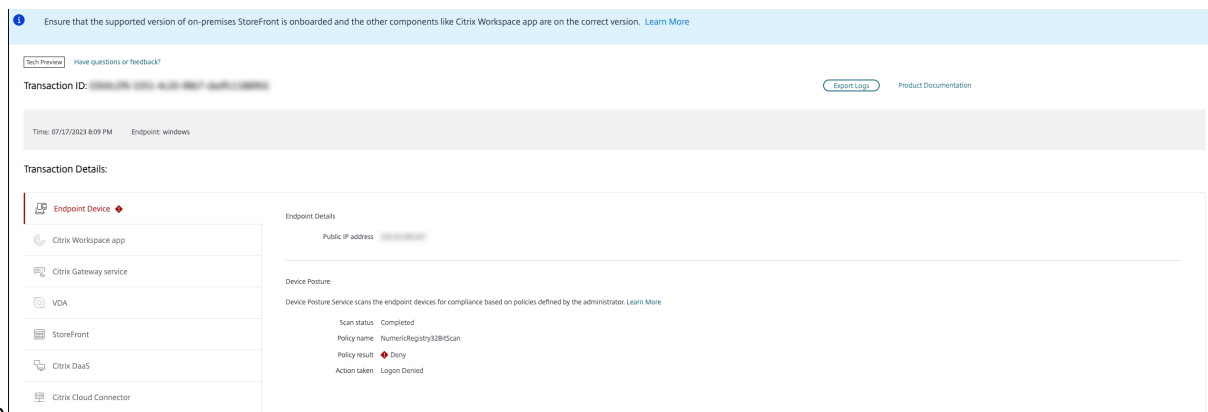 Ensure that the supported version of on-premises StoreFront is onboarded and the other components like Citrix Workspace app are on the correct version. Learn More
Tech Preview Have questions or feedback?
Transaction ID:
Export Logs Product Documentation
Time: 07/17/2023 8:09 PM Endpoint: windows
Transaction Details:
Endpoint Device
Citrix Workspace app
Citrix Gateway service
VDA
StoreFront
Citrix DaaS
Citrix Cloud Connector
Endpoint Details
Public IP address
Device Posture
Device Posture Service scans the endpoint devices for compliance based on policies defined by the administrator. Learn More
Scan status Completed
Policy name NumericRegistry32BitScan
Policy result Deny
Action taken Logon Denied